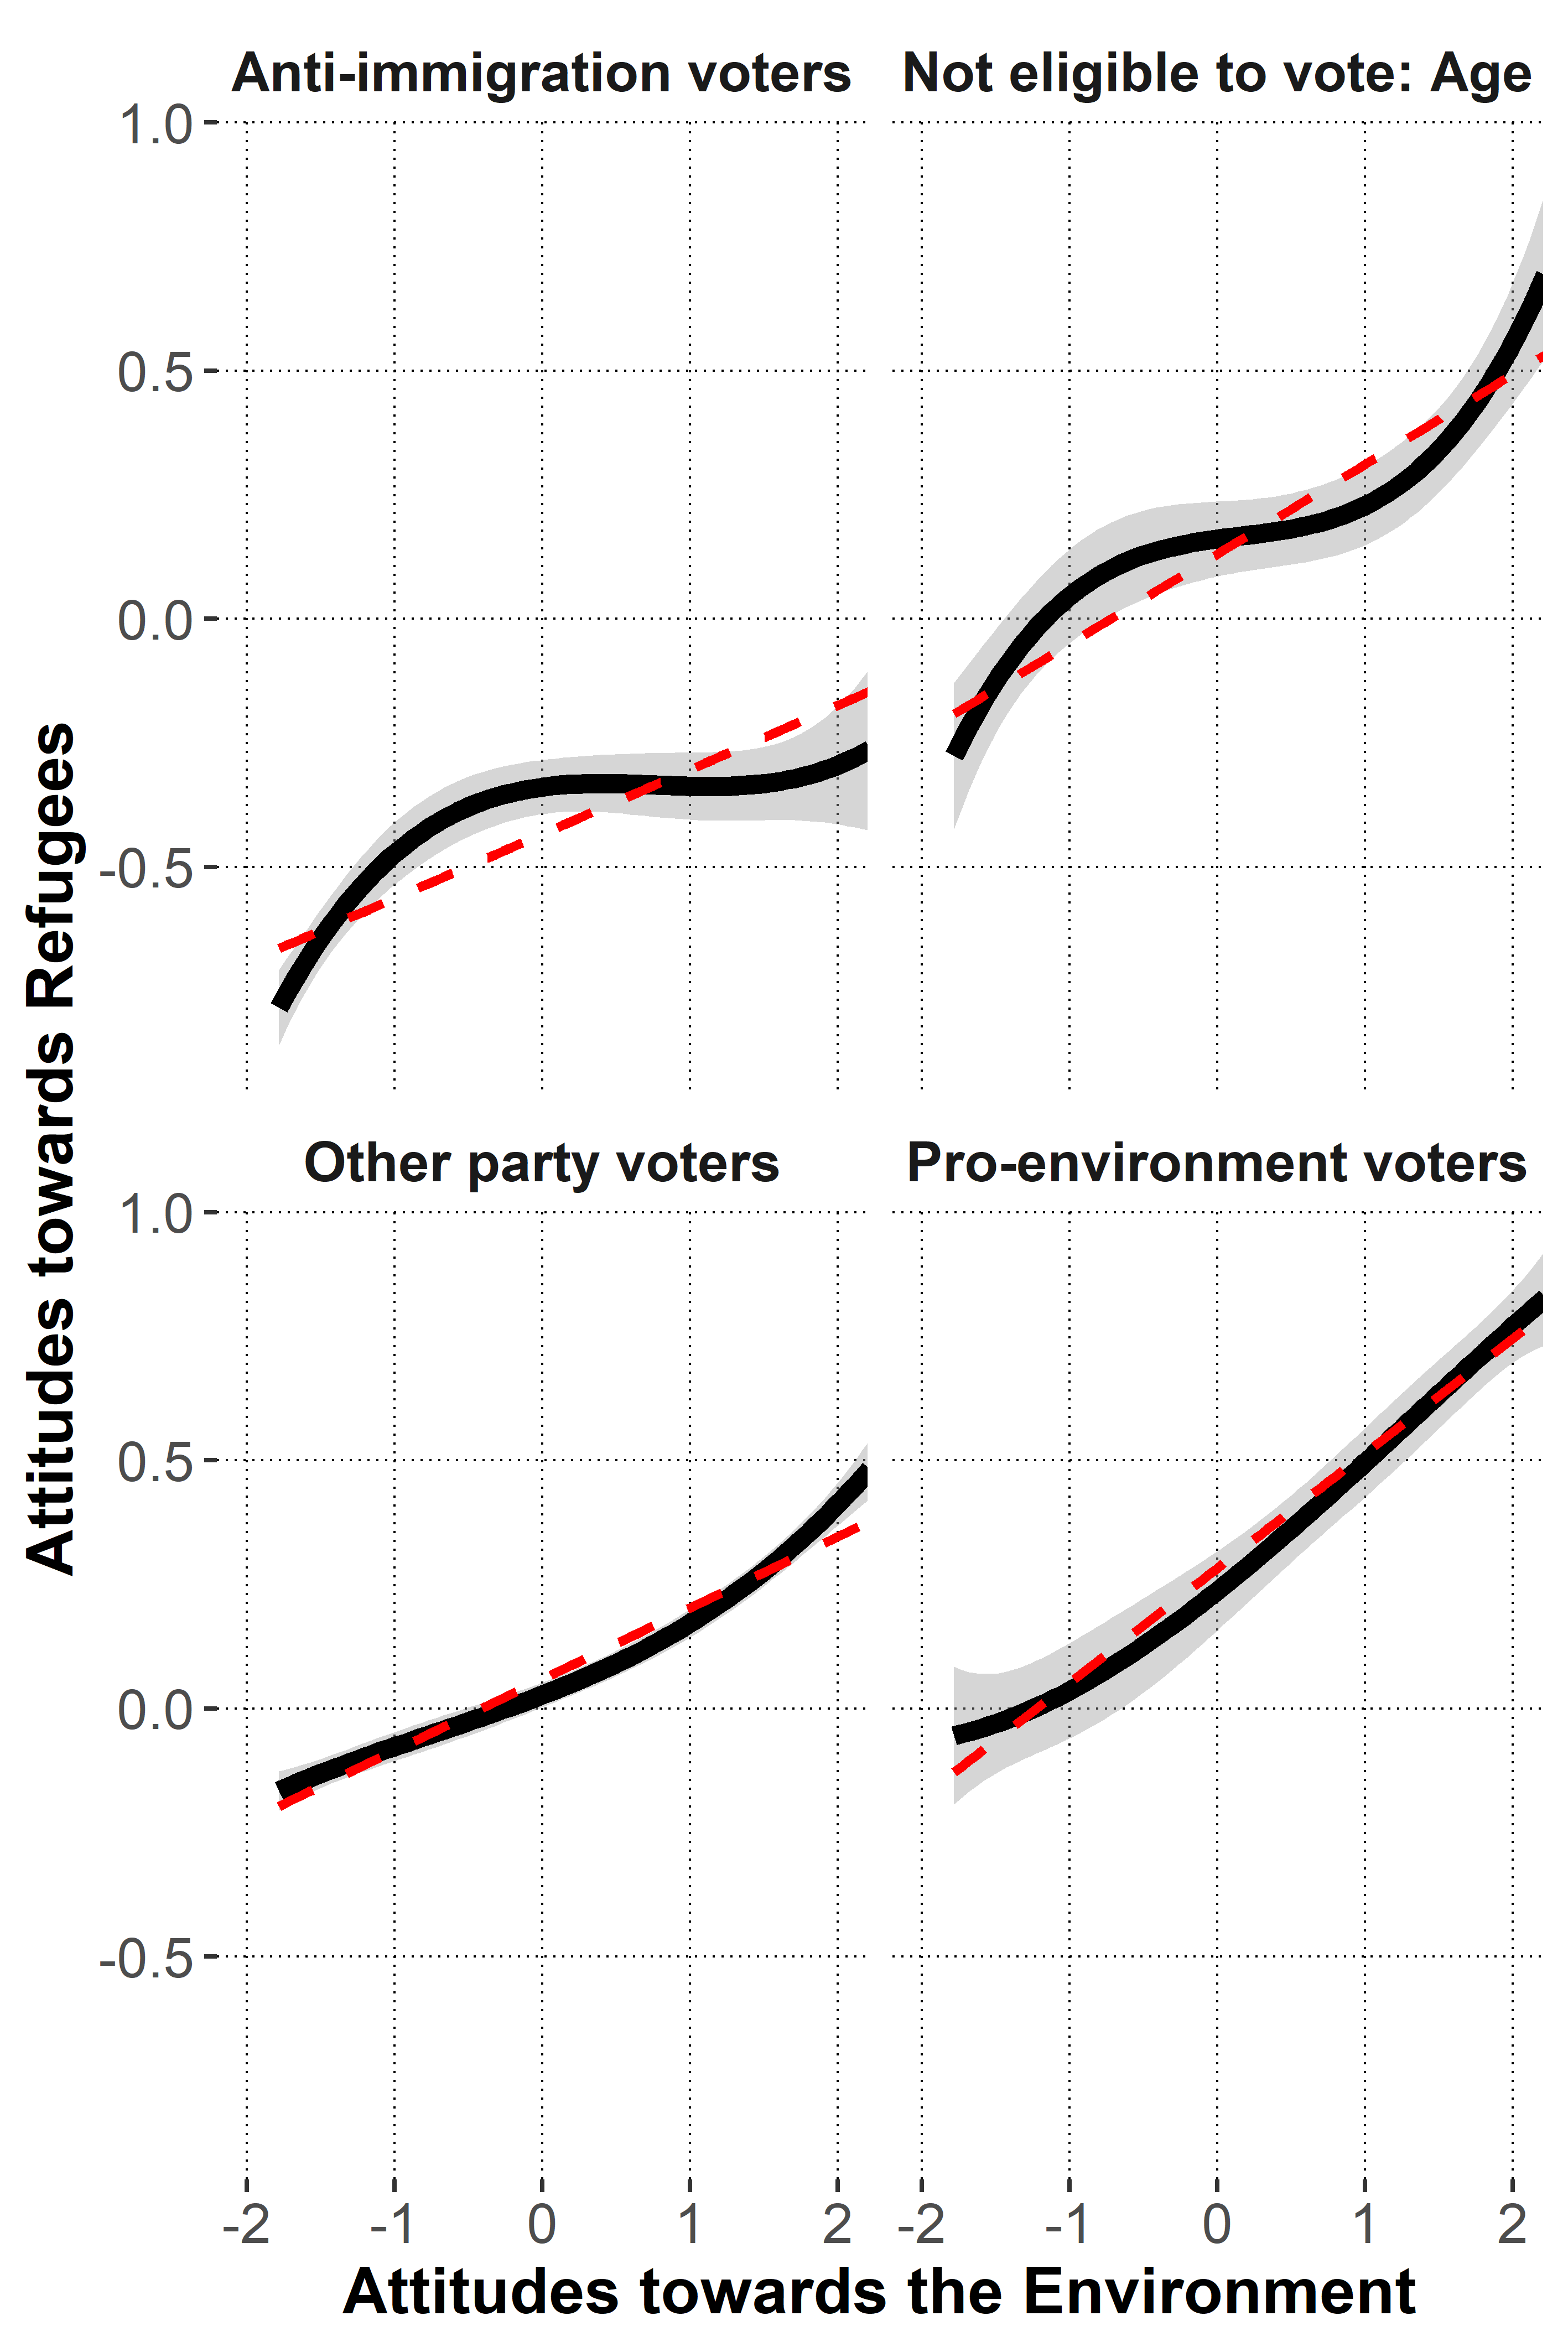 Anti-immigration voters
Not eligible to vote: Age
1.0
0.5
0.0
-0.5
Other party voters
Pro-environment voters
1.0
0.5
0.0
-0.5
-2 -1 0 1 2
-2 -1 0 1 2
Attitudes towards the Environment
Attitudes towards Refugees